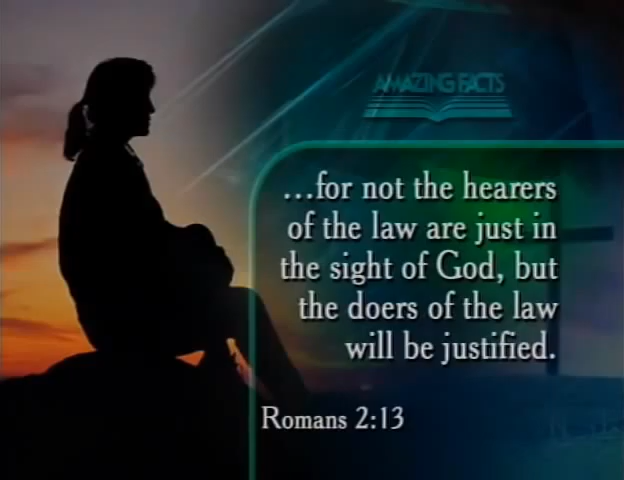 AMAZING FACTS
...for not the hearers
of the law are just in
the sight of God, but
the doers of the law
will be justified.
Romans 2:13